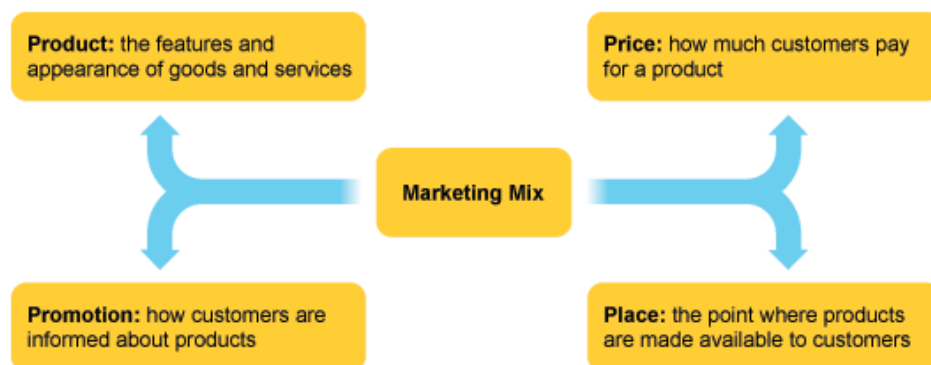 Product: the features and
appearance of goods and services
Price: how much customers pay
for a product
Marketing Mix
Promotion: how customers are
informed about products
Place: the point where products
are made available to customers